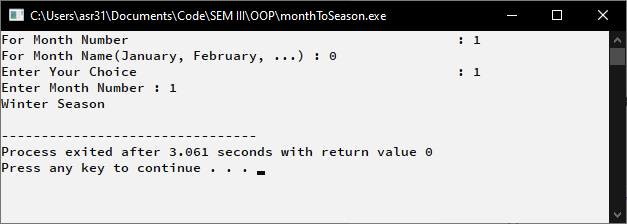 C:\Users\asr31\Documents\Code\SEM III\OOP\monthToSeason.exe
For Month Number : 1
For Month Name(January, February, ...) : 0
Enter Your Choice : 1
Enter Month Number : 1
Winter Season
--------------------------------
Process exited after 3.061 seconds with return value 0
Press any key to continue . . .